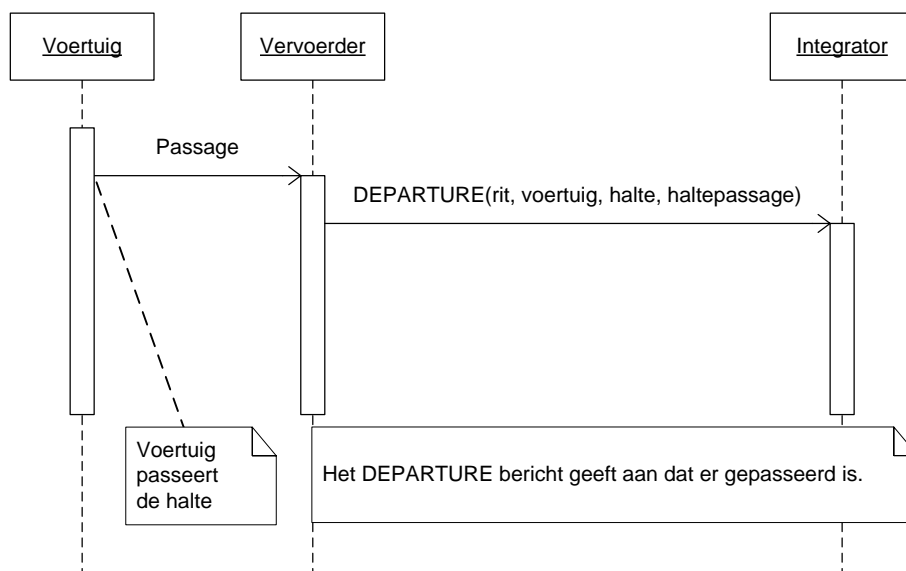 Voertuig
Vervoerder
Integrator
Passage
DEPARTURE(rit, voertuig, halte, haltepassage)
Voertuig
passeert
de halte
Het DEPARTURE bericht geeft aan dat er gepasseerd is.